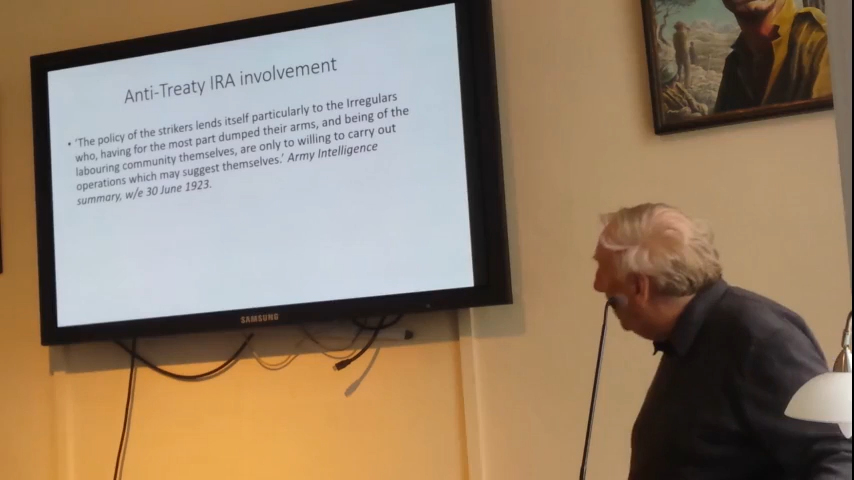 Anti-Treaty IRA involvement
• 'The policy of the strikers lends itself particularly to the Irregulars
who, having for the most part dumped their arms, and being of the
labouring community themselves, are only to willing to carry out
operations which may suggest themselves.' Army Intelligence
summary, w/e 30 June 1923.
SAMSUNG